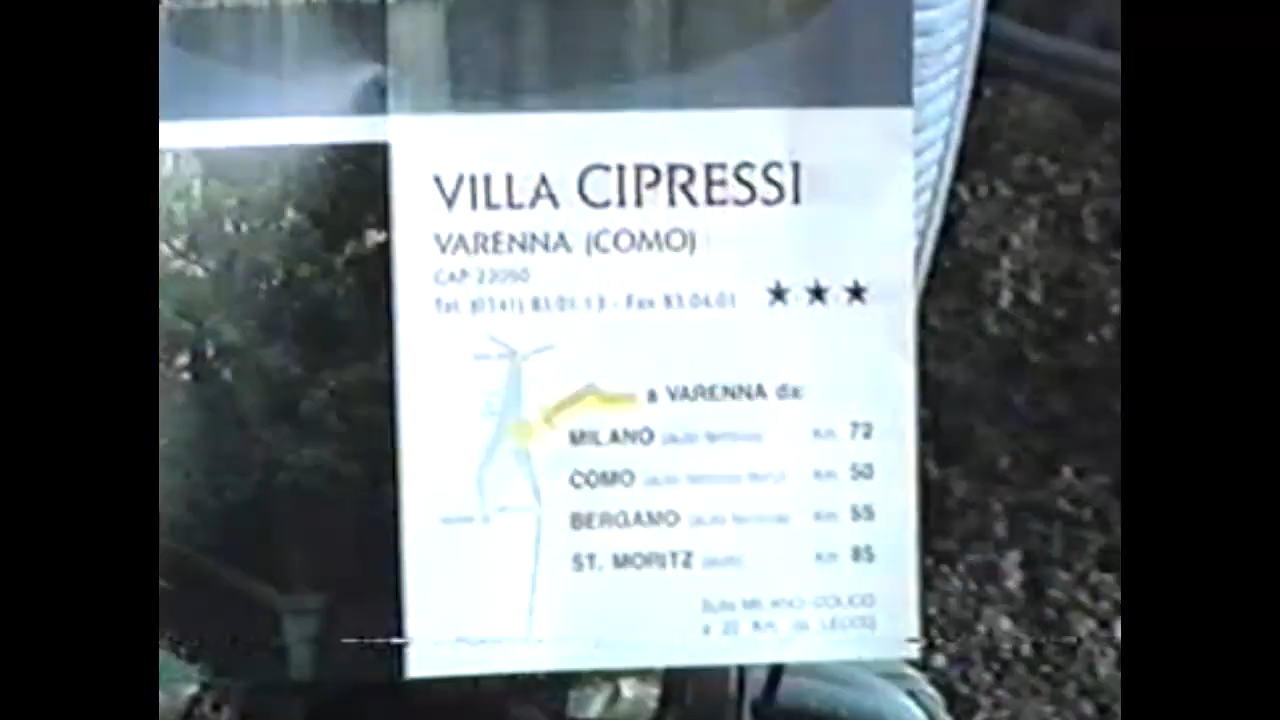 VILLA CIPRESSI
VARENNA (COMO)
CAP 22050
Tel. (0341) 83.01.13 - Fax 83.04.01
a VARENNA da:
MILANO Km. 72
COMO Km. 50
BERGAMO Km. 55
ST. MORITZ (auto) Km. 85